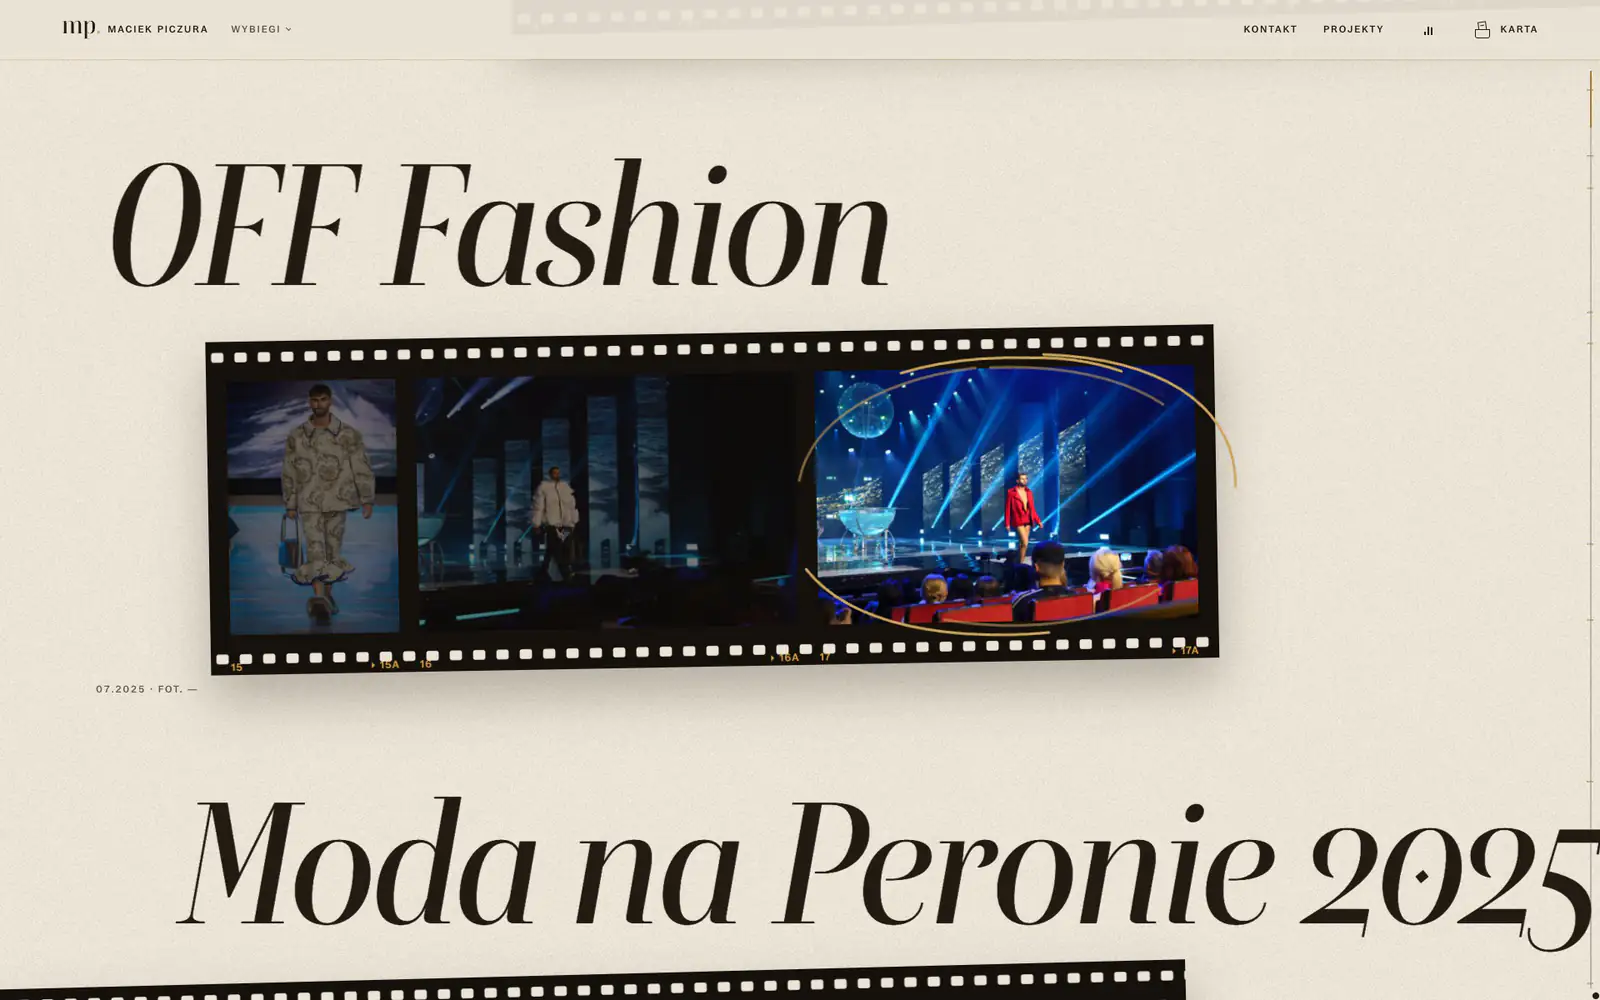 mp. MACIEK PICZURA WYBIEGI KONTAKT PROJEKTY KARTA
OFF Fashion
15 15A 16 16A 17 17A
07.2025 · FOT. —
Moda na Peronie 2025